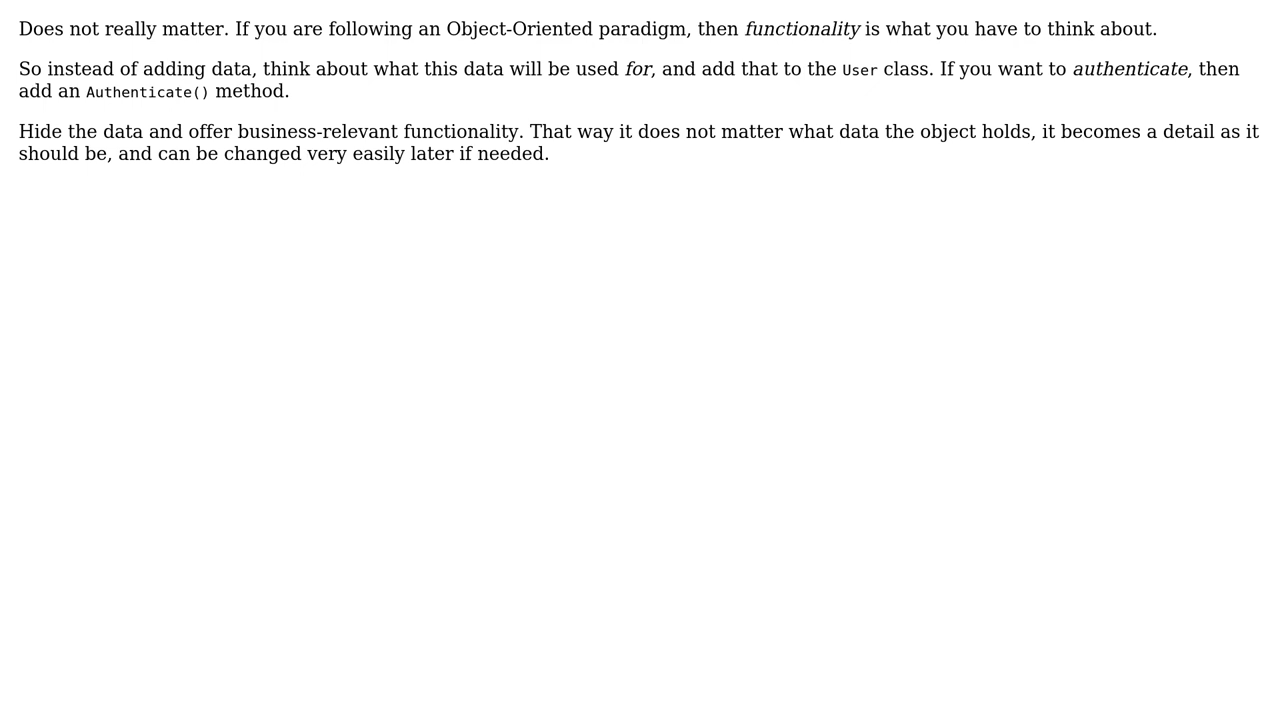 Does not really matter. If you are following an Object-Oriented paradigm, then functionality is what you have to think about.
So instead of adding data, think about what this data will be used for, and add that to the User class. If you want to authenticate, then
add an Authenticate() method.
Hide the data and offer business-relevant functionality. That way it does not matter what data the object holds, it becomes a detail as it
should be, and can be changed very easily later if needed.